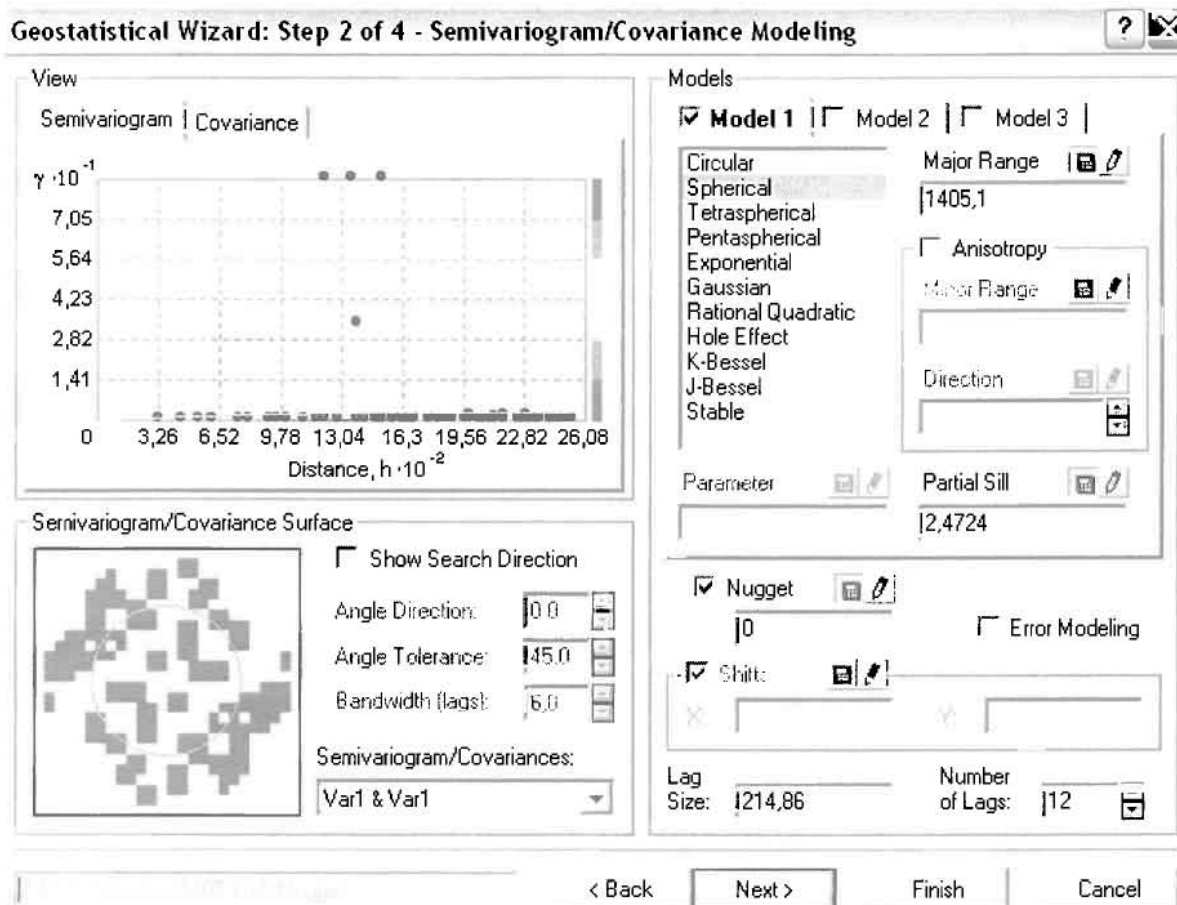 Geostatistical Wizard: Step 2 of 4 - Semivariogram/Covariance Modeling
?
View
Semivariogram
Covariance
γ·10⁻¹
7,05
5,64
4,23
2,82
1,41
0
3,26
6,52
9,78
13,04
16,3
19,56
22,82
26,08
Distance, h·10⁻²
Semivariogram/Covariance Surface
Show Search Direction
Angle Direction:
0.0
Angle Tolerance:
45.0
Bandwidth (lags):
6,0
Semivariogram/Covariances:
Var1 & Var1
Models
Model 1
Model 2
Model 3
Circular
Spherical
Tetraspherical
Pentaspherical
Exponential
Gaussian
Rational Quadratic
Hole Effect
K-Bessel
J-Bessel
Stable
Major Range
1405,1
Anisotropy
Minor Range
Direction
Parameter
Partial Sill
2,4724
Nugget
0
Error Modeling
Shift:
X:
Y:
Lag
Size:
214,86
Number
of Lags:
12
< Back
Next >
Finish
Cancel